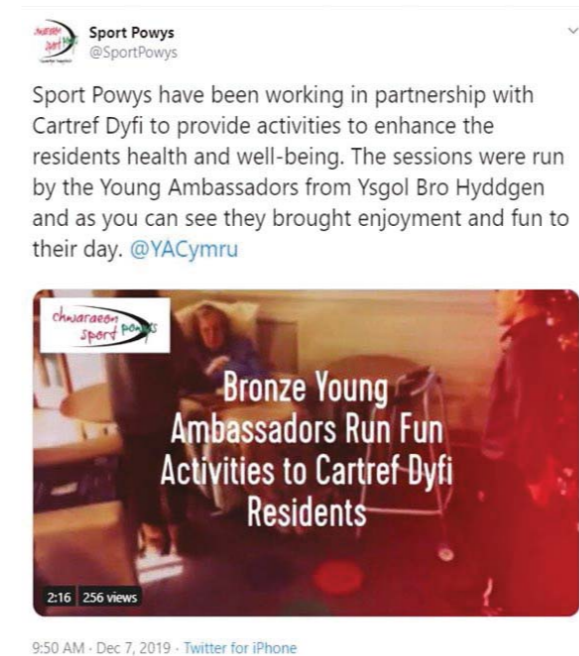 Sport Powys
@SportPowys
Sport Powys have been working in partnership with
Cartref Dyfi to provide activities to enhance the
residents health and well-being. The sessions were run
by the Young Ambassadors from Ysgol Bro Hyddgen
and as you can see they brought enjoyment and fun to
their day. @YACymru
chwaraeon
sport powys
Bronze Young
Ambassadors Run Fun
Activities to Cartref Dyfi
Residents
2:16 256 views
9:50 AM · Dec 7, 2019 · Twitter for iPhone